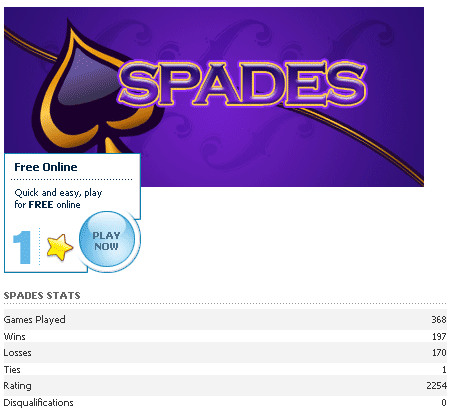 SPADES
Free Online
Quick and easy, play
for FREE online
1
PLAY
NOW
SPADES STATS
Games Played 368
Wins 197
Losses 170
Ties 1
Rating 2254
Disqualifications 0